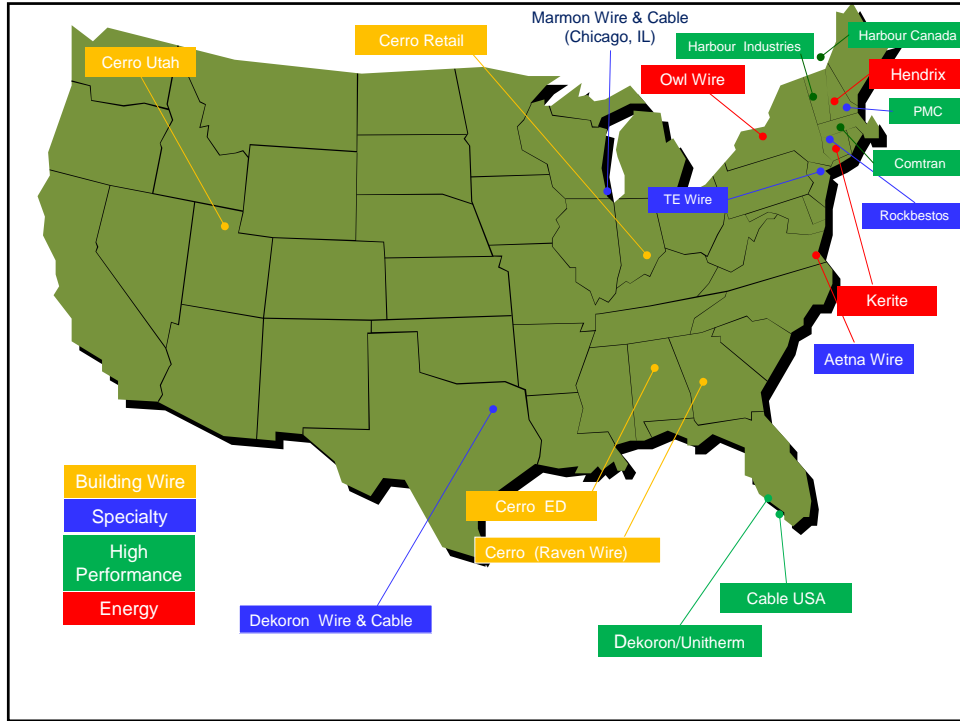 Marmon Wire & Cable
(Chicago, IL)
Harbour Canada
Cerro Retail
Harbour Industries
Cerro Utah
Owl Wire
Hendrix
PMC
Comtran
TE Wire
Rockbestos
Kerite
Aetna Wire
Building Wire
Specialty
High
Performance
Energy
Cerro ED
Cerro (Raven Wire)
Cable USA
Dekoron Wire & Cable
Dekoron/Unitherm